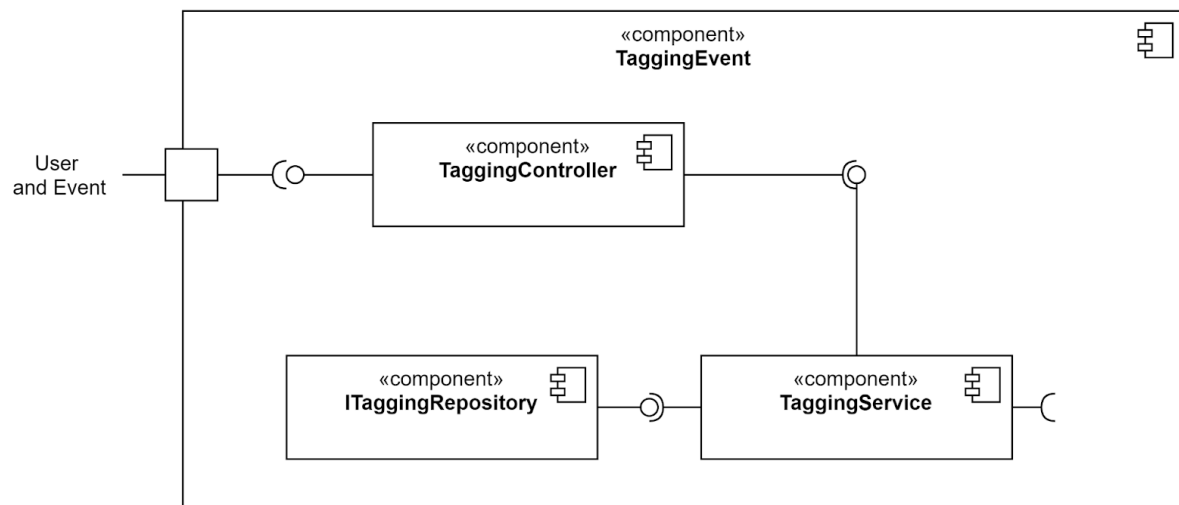 «component»
TaggingEvent
«component»
TaggingController
User
and Event
«component»
ITaggingRepository
«component»
TaggingService